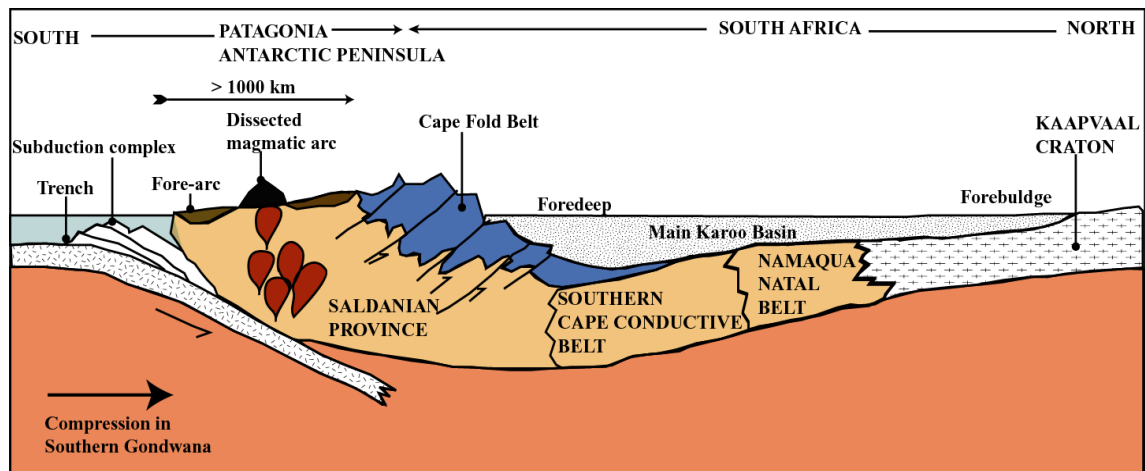 SOUTH
PATAGONIA
ANTARCTIC PENINSULA
SOUTH AFRICA
NORTH
> 1000 km
Dissected
magmatic arc
Cape Fold Belt
KAAPVAAL
CRATON
Subduction complex
Trench
Fore-arc
Foredeep
Forebuldge
Main Karoo Basin
NAMAQUA
NATAL
BELT
SALDANIAN
PROVINCE
SOUTHERN
CAPE CONDUCTIVE
BELT
Compression in
Southern Gondwana